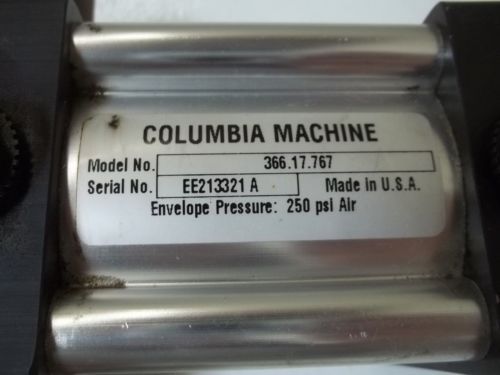 COLUMBIA MACHINE
Model No. 366.17.767
Serial No. EE213321 A Made in U.S.A.
Envelope Pressure: 250 psi Air